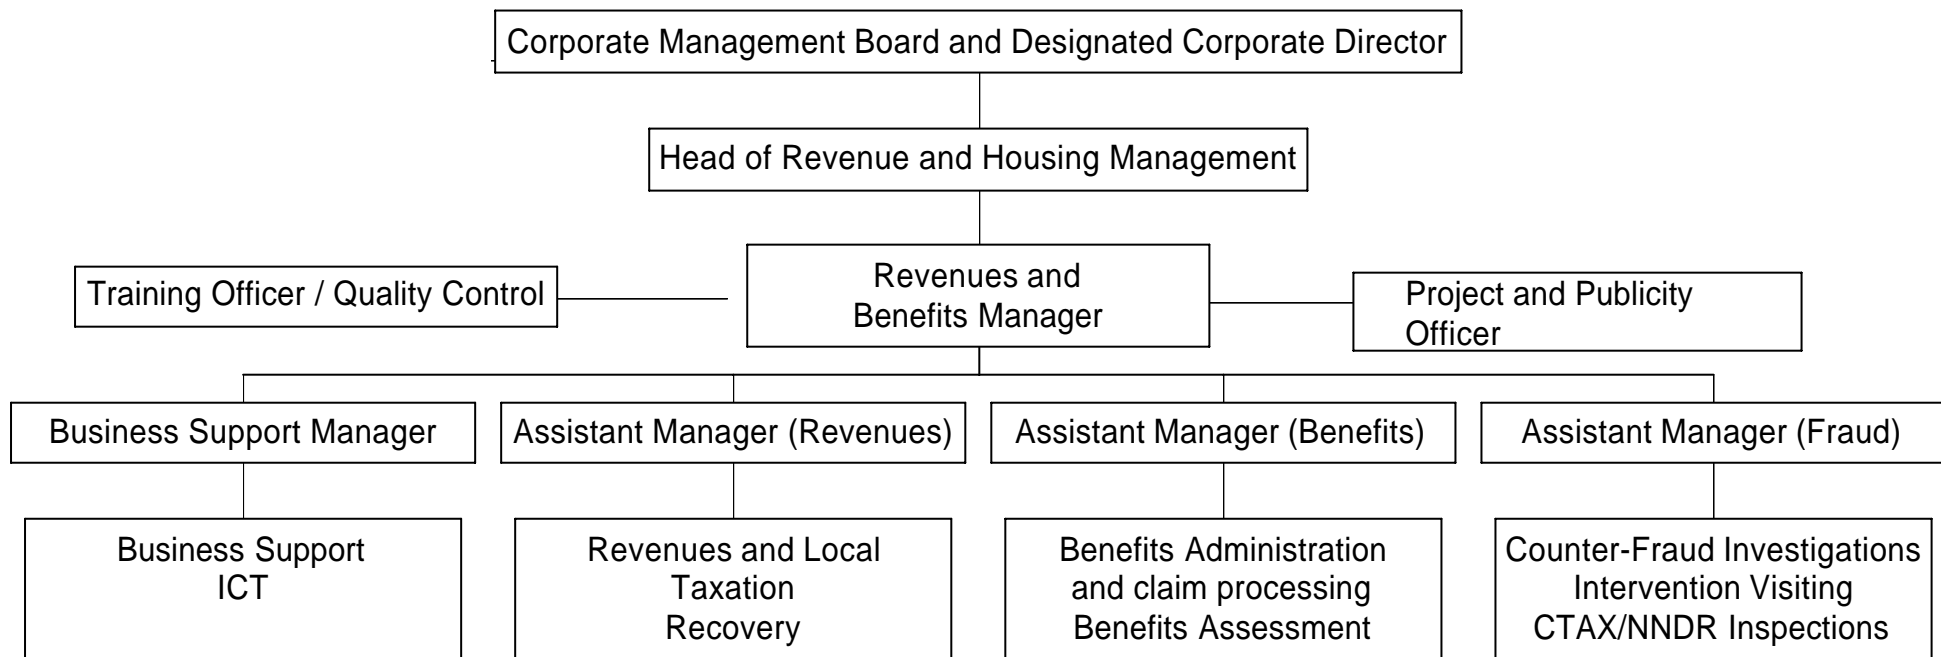 Corporate Management Board and Designated Corporate Director
Head of Revenue and Housing Management
Training Officer / Quality Control
Revenues and
Benefits Manager
Project and Publicity
Officer
Business Support Manager
Assistant Manager (Revenues)
Assistant Manager (Benefits)
Assistant Manager (Fraud)
Business Support
ICT
Revenues and Local
Taxation
Recovery
Benefits Administration
and claim processing
Benefits Assessment
Counter-Fraud Investigations
Intervention Visiting
CTAX/NNDR Inspections